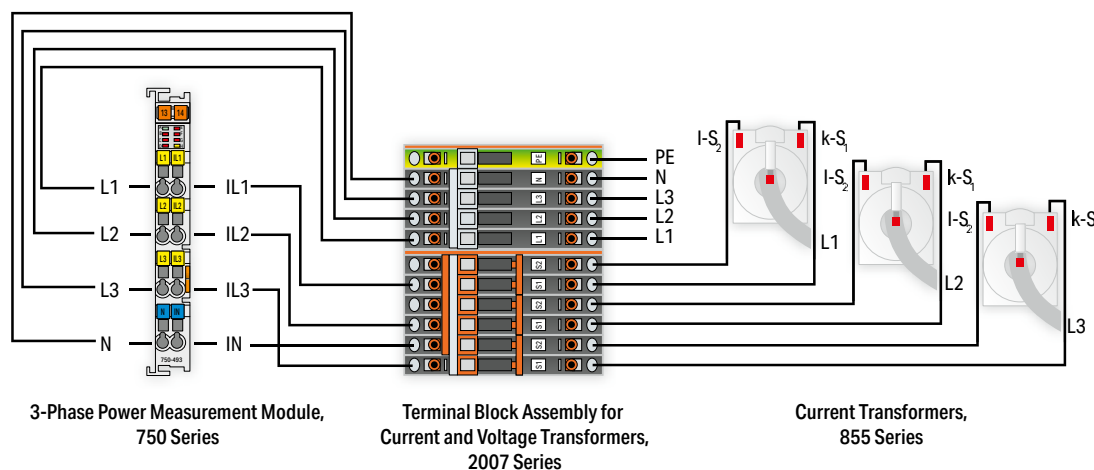 13 14
L1 IL1
L2 IL2
L3 IL3
N IN
750-493
L1
L2
L3
N
IL1
IL2
IL3
IN
PE
N
L3
L2
L1
S2
S1
S2
S1
S2
S1
PE
N
L3
L2
L1
l-S2
k-S1
L1
l-S2
k-S1
L2
l-S2
k-S
L3
3-Phase Power Measurement Module,
750 Series
Terminal Block Assembly for
Current and Voltage Transformers,
2007 Series
Current Transformers,
855 Series